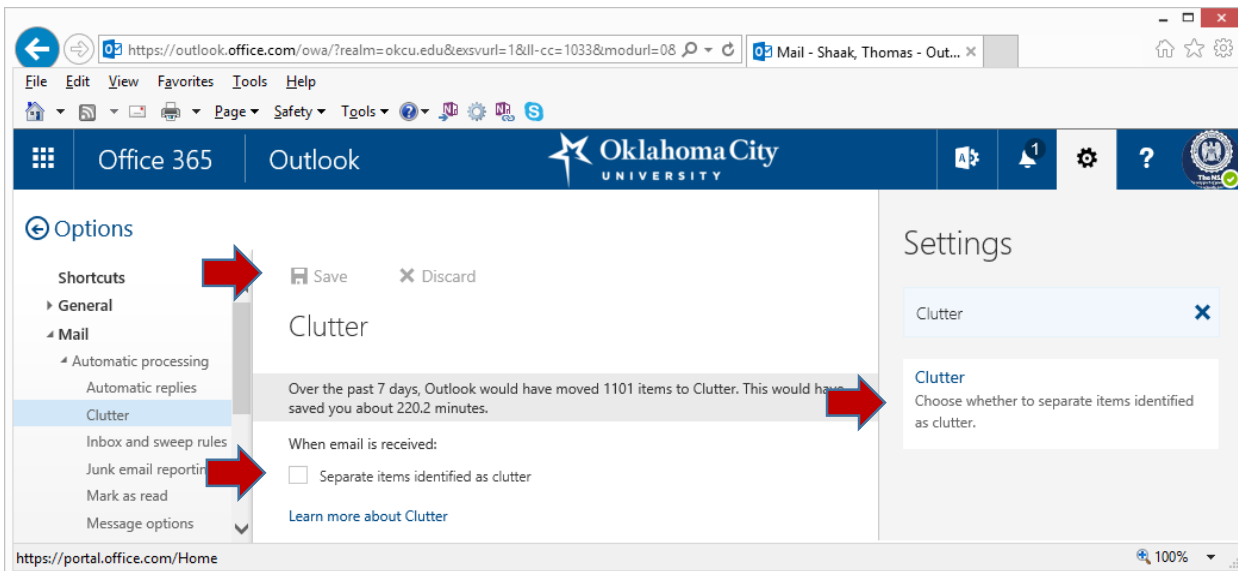 https://outlook.office.com/owa/?realm=okcu.edu&exsvurl=1&ll-cc=1033&modurl=08
Mail - Shaak, Thomas - Out...
File Edit View Favorites Tools Help
Page Safety Tools
Office 365 Outlook
Oklahoma City
UNIVERSITY
A
1
?
The NL
Options
Shortcuts
General
Mail
Automatic processing
Automatic replies
Clutter
Inbox and sweep rules
Junk email reportin
Mark as read
Message options
Save Discard
Clutter
Over the past 7 days, Outlook would have moved 1101 items to Clutter. This would have
saved you about 220.2 minutes.
When email is received:
Separate items identified as clutter
Learn more about Clutter
Settings
Clutter
Clutter
Choose whether to separate items identified
as clutter.
https://portal.office.com/Home
100%